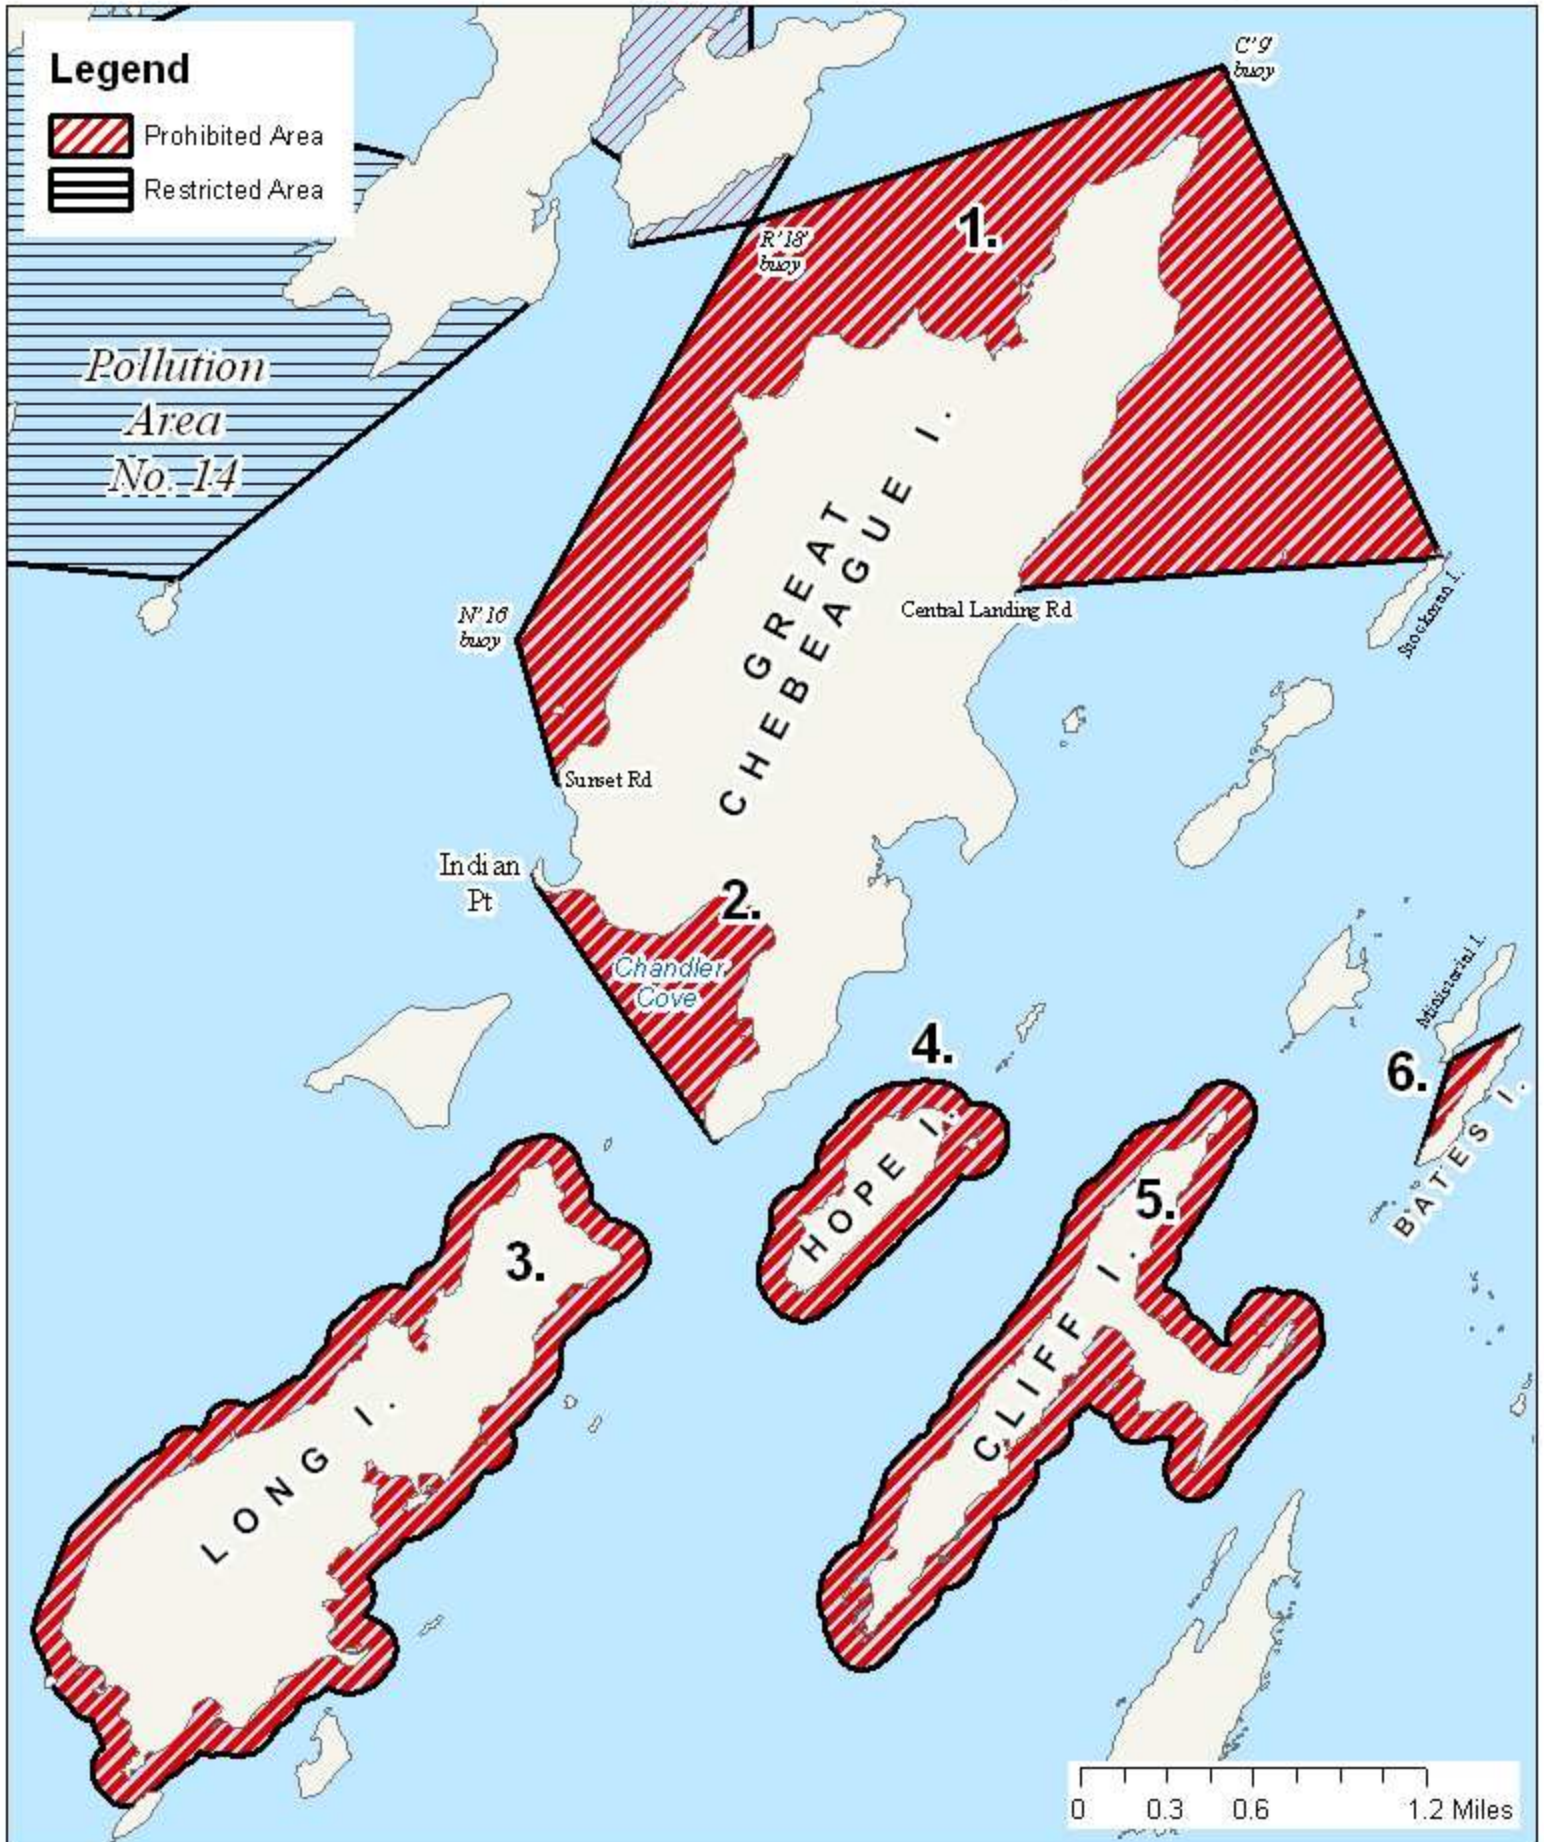 Legend
Prohibited Area
Restricted Area
C"9'
buoy
1.
R'18'
buoy
Pollution
Area
No. 14
GREAT
CHEBEAGUE I.
N'16
buoy
Central Landing Rd
Stockman I.
Sunset Rd
Indian
Pt
2.
Chandler
Cove
Ministerial I.
4.
6.
HOPE I.
BATES I.
5.
3.
CLIFF I.
LONG I.
0 0.3 0.6 1.2 Miles